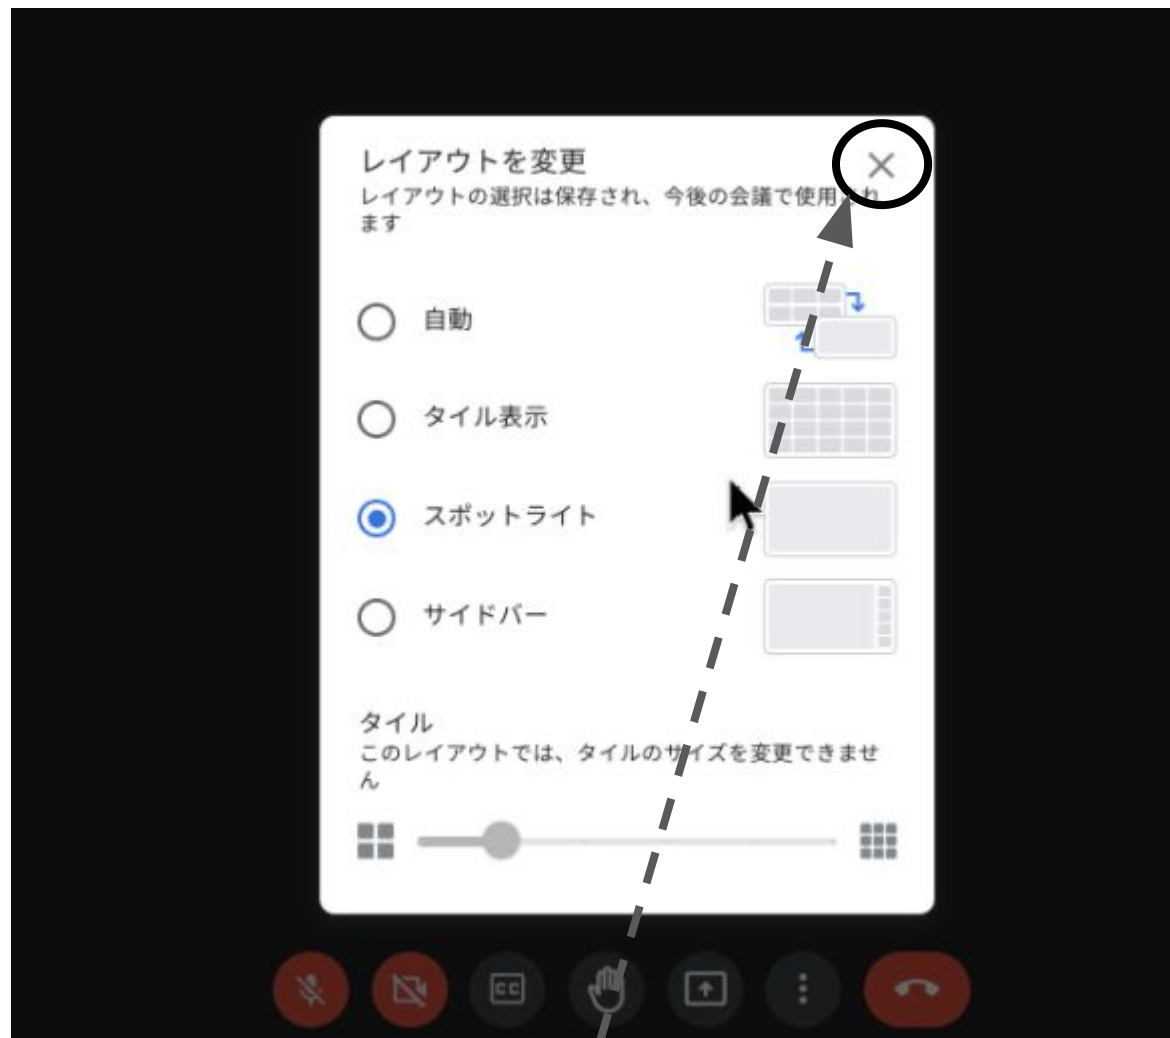 レイアウトを変更
レイアウトの選択は保存され、今後の会議で使用され
ます
自動
タイル表示
スポットライト
サイドバー
タイル
このレイアウトでは、タイルのサイズを変更できませ
ん
CC